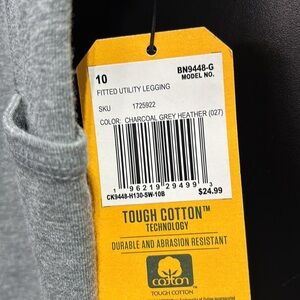 10
BN9448-G
MODEL NO.
FITTED UTILITY LEGGING
SKU 1725922
COLOR: CHARCOAL GREY HEATHER (027)
1 96219 29499 3
CK9448-H130-5W-10B
$24.99
TOUGH COTTON™
TECHNOLOGY
DURABLE AND ABRASION RESISTANT
cotton
TOUGH COTTON